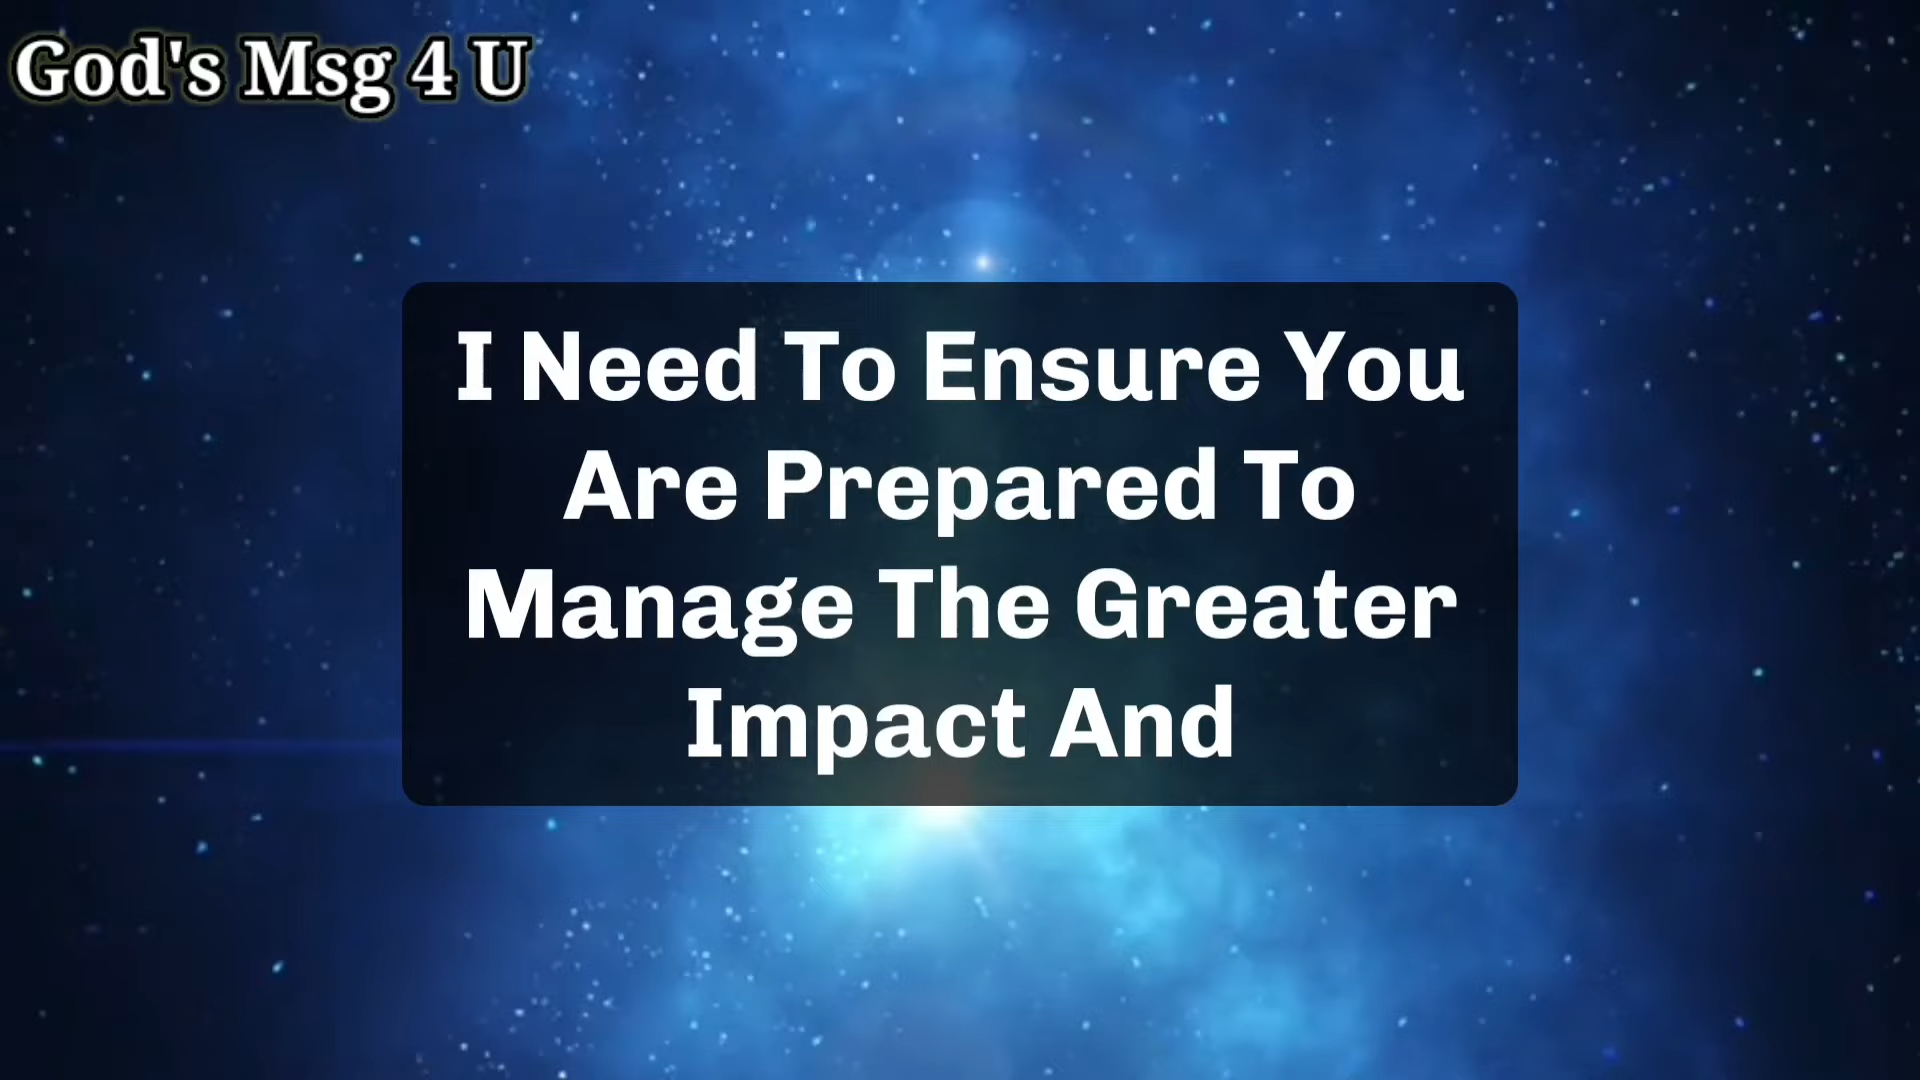 God's Msg 4 U
I Need To Ensure You
Are Prepared To
Manage The Greater
Impact And